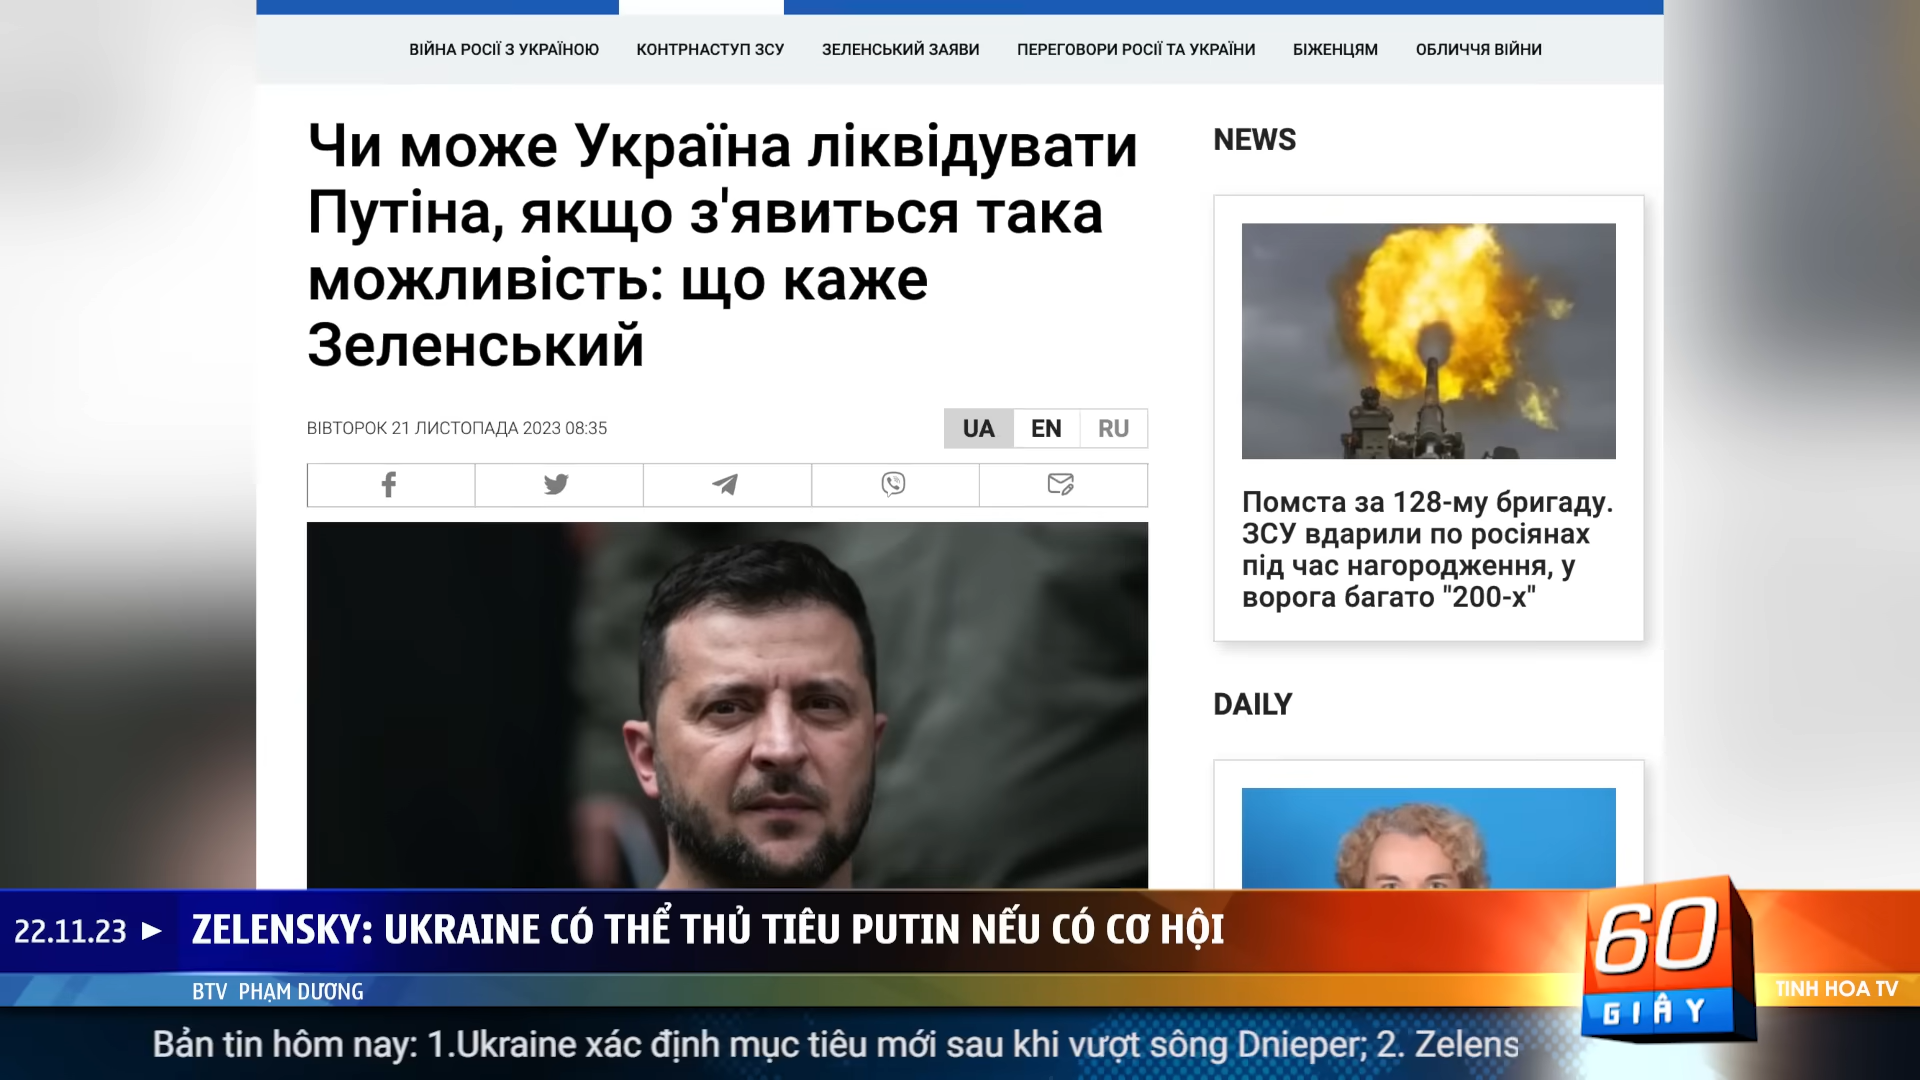 ВІЙНА РОСІЇ З УКРАЇНОЮ КОНТРНАСТУП ЗСУ ЗЕЛЕНСЬКИЙ ЗАЯВИ ПЕРЕГОВОРИ РОСІЇ ТА УКРАЇНИ БІЖЕНЦЯМ ОБЛИЧЧЯ ВІЙНИ
Чи може Україна ліквідувати
Путіна, якщо з'явиться така
можливість: що каже
Зеленський
ВІВТОРОК 21 ЛИСТОПАДА 2023 08:35
UA EN RU
NEWS
Помста за 128-му бригаду.
ЗСУ вдарили по росіянах
під час нагородження, у
ворога багато "200-х"
DAILY
22.11.23
ZELENSKY: UKRAINE CÓ THỂ THỦ TIÊU PUTIN NẾU CÓ CƠ HỘI
BTV PHẠM DƯƠNG
60
GIÂY
TINH HOA TV
Bản tin hôm nay: 1.Ukraine xác định mục tiêu mới sau khi vượt sông Dnieper; 2. Zelens